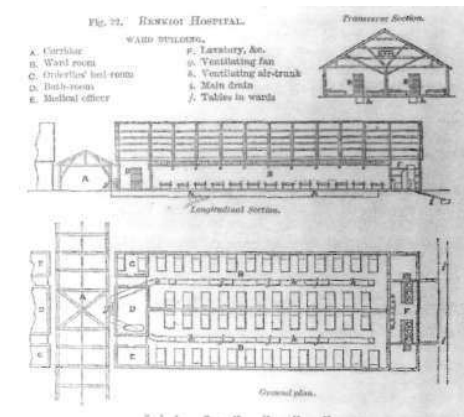 Fig. 22. RENKIOI HOSPITAL.
WARD BUILDING.
A. Corridor
B. Ward room
C. Orderlies' bed-room
D. Bath-room
E. Medical officer
F. Lavatory, &c.
g. Ventilating fan
h. Ventilating air-trunk
i. Main drain
j. Tables in wards
Transverse Section.
A
B
Longitudinal Section.
C
B
A
D
F
E
B
Ground plan.